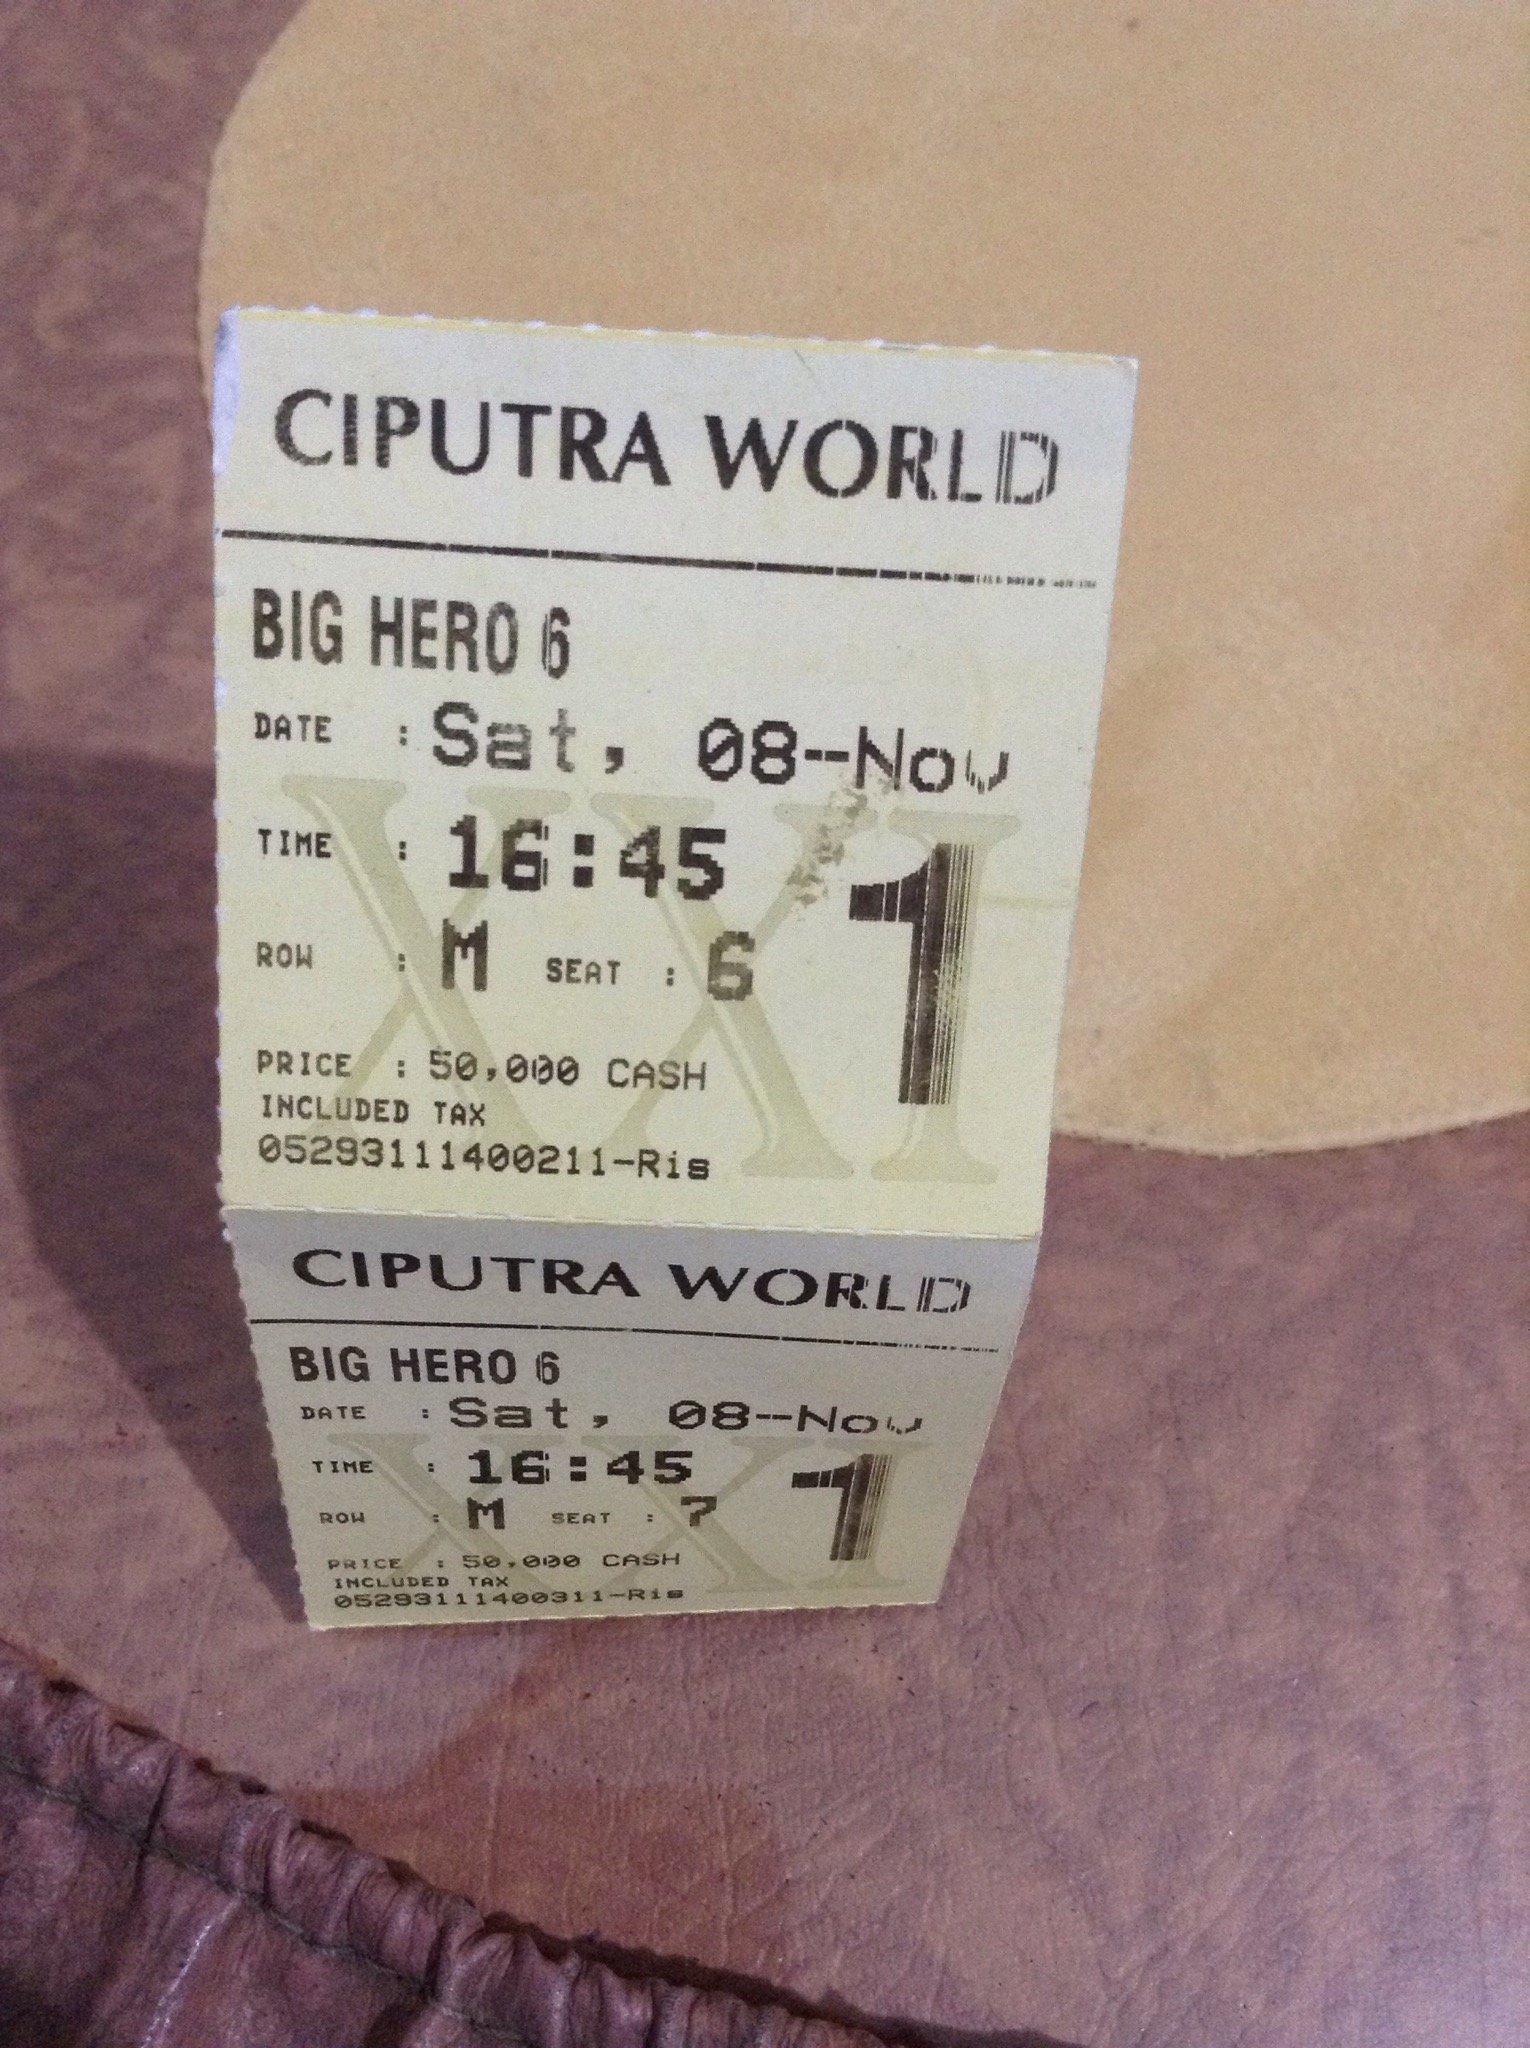 CIPUTRA WORLD
BIG HERO 6
DATE : Sat, 08-Nov
TIME : 16:45
ROW : M SEAT : 6
1
PRICE : 50,000 CASH
INCLUDED TAX
05293111400211-Ris
XXI
CIPUTRA WORLD
BIG HERO 6
DATE : Sat, 08-Nov
TIME : 16:45
ROW : M SEAT : 7
1
PRICE : 50,000 CASH
INCLUDED TAX
05293111400311-Ris
XXI